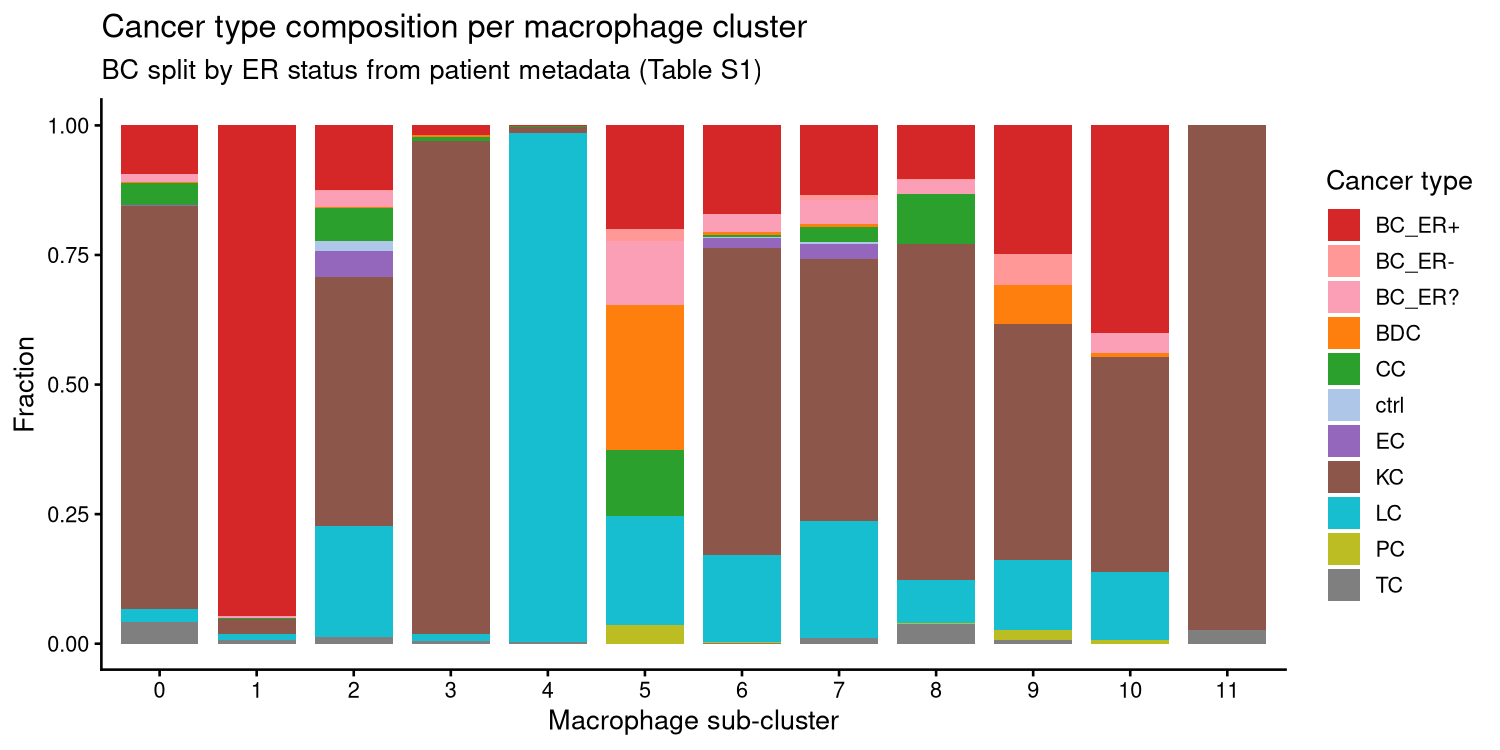 Cancer type composition per macrophage cluster
BC split by ER status from patient metadata (Table S1)
Fraction
1.00
0.75
0.50
0.25
0.00
0 1 2 3 4 5 6 7 8 9 10 11
Macrophage sub-cluster
Cancer type
BC_ER+
BC_ER-
BC_ER?
BDC
CC
ctrl
EC
KC
LC
PC
TC